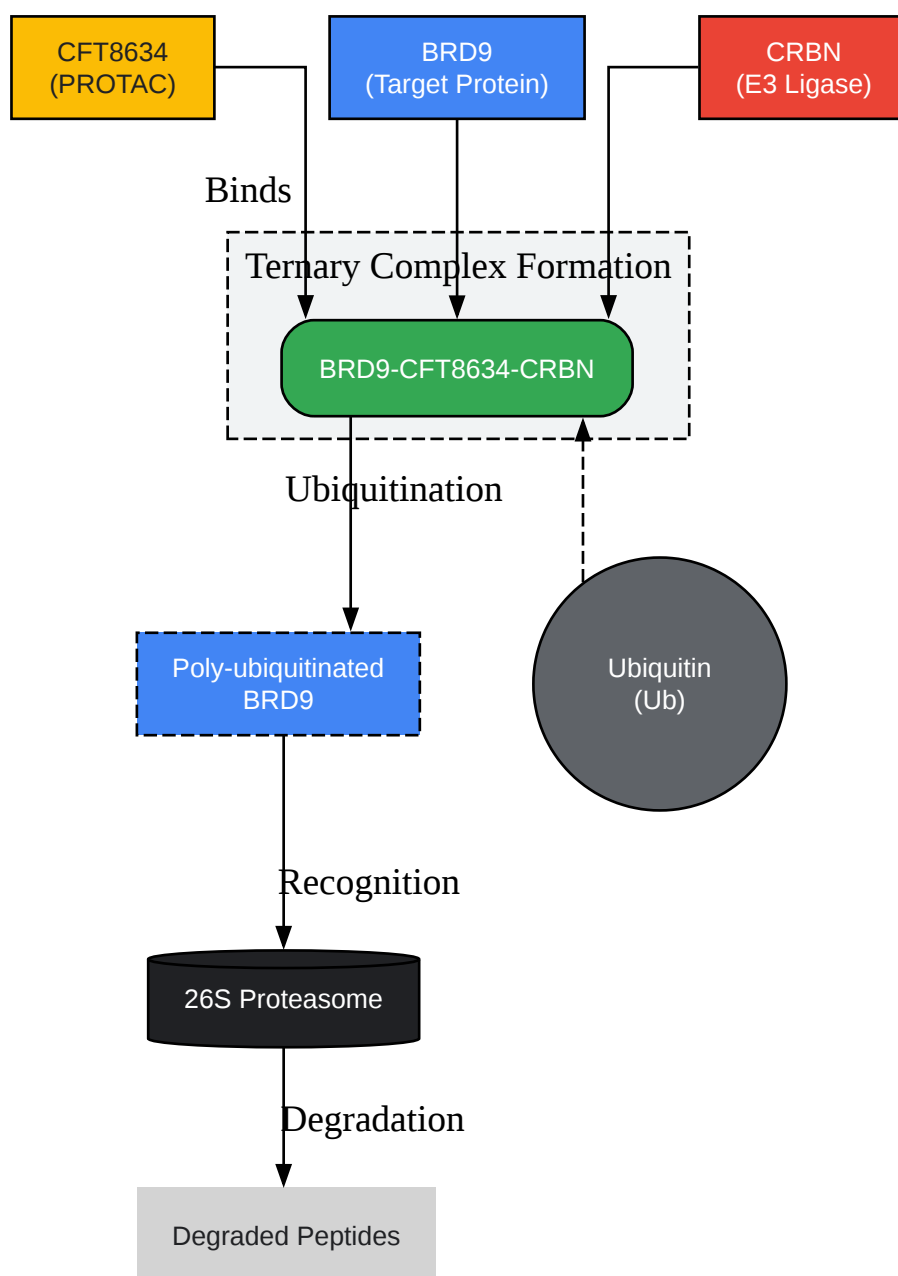 CFT8634
(PROTAC)
BRD9
(Target Protein)
CRBN
(E3 Ligase)
Binds
Ternary Complex Formation
BRD9-CFT8634-CRBN
Ubiquitination
Poly-ubiquitinated
BRD9
Ubiquitin
(Ub)
Recognition
26S Proteasome
Degradation
Degraded Peptides